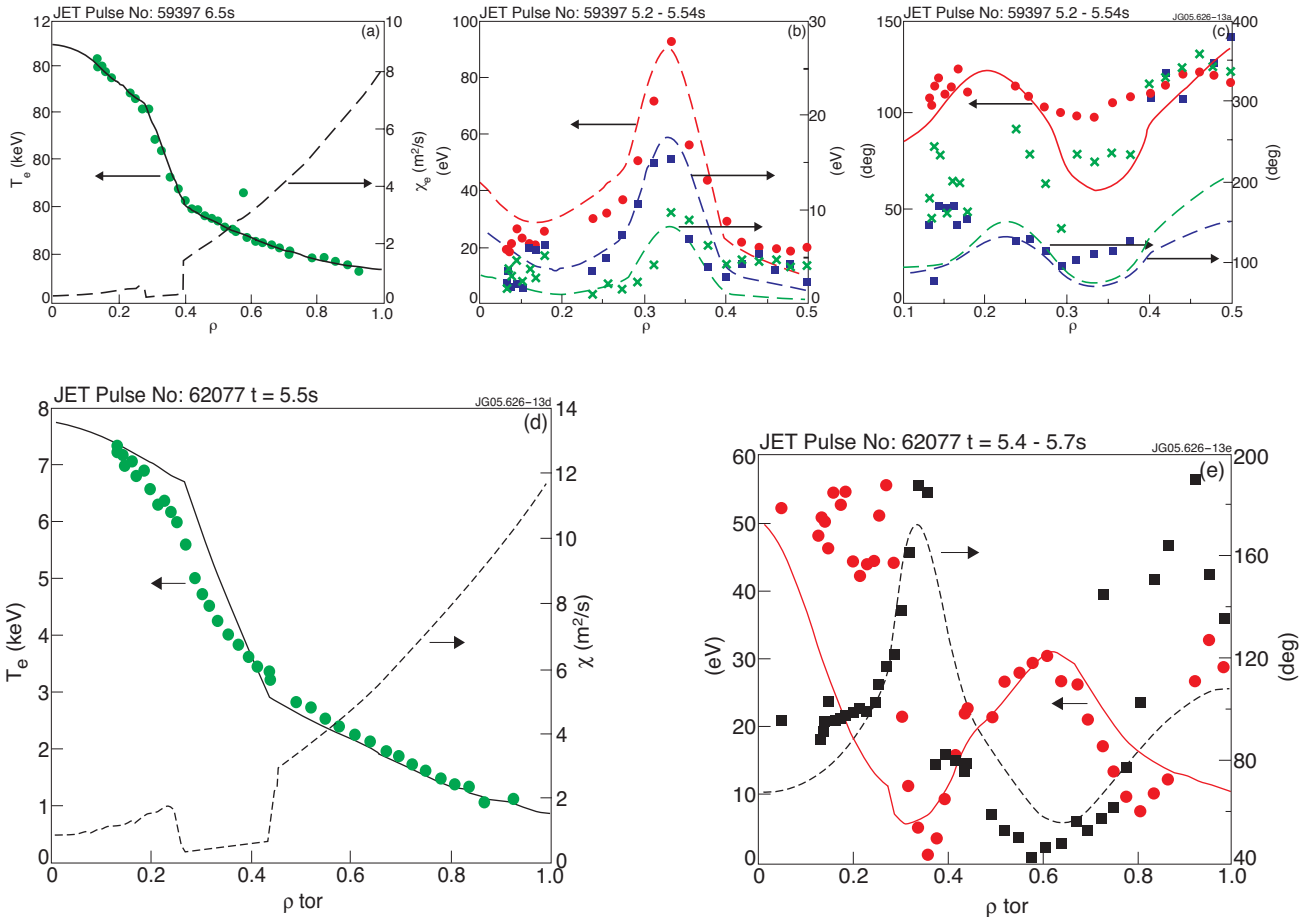 JET Pulse No: 59397 6.5s
(a)
12
80
80
80
80
80
0
T_e (keV)
10
8
6
4
2
0
χ_e (m²/s)
0 0.2 0.4 0.6 0.8 1.0
ρ
JET Pulse No: 59397 5.2 - 5.54s
(b)
100
80
60
40
20
0
(eV)
30
20
10
0
(eV)
0 0.2 0.3 0.4 0.5
ρ
JET Pulse No: 59397 5.2 - 5.54s
JG05.626-13a
(c)
150
100
50
0
(deg)
400
300
200
100
(deg)
0.1 0.2 0.3 0.4 0.5
ρ
JET Pulse No: 62077 t = 5.5s
JG05.626-13d
(d)
8
7
6
5
4
3
2
1
0
T_e (keV)
14
12
10
8
6
4
2
0
χ (m²/s)
0 0.2 0.4 0.6 0.8 1.0
ρ tor
JET Pulse No: 62077 t = 5.4 - 5.7s
JG05.626-13e
(e)
60
50
40
30
20
10
0
(eV)
200
160
120
80
40
(deg)
0 0.2 0.4 0.6 0.8 1.0
ρ tor